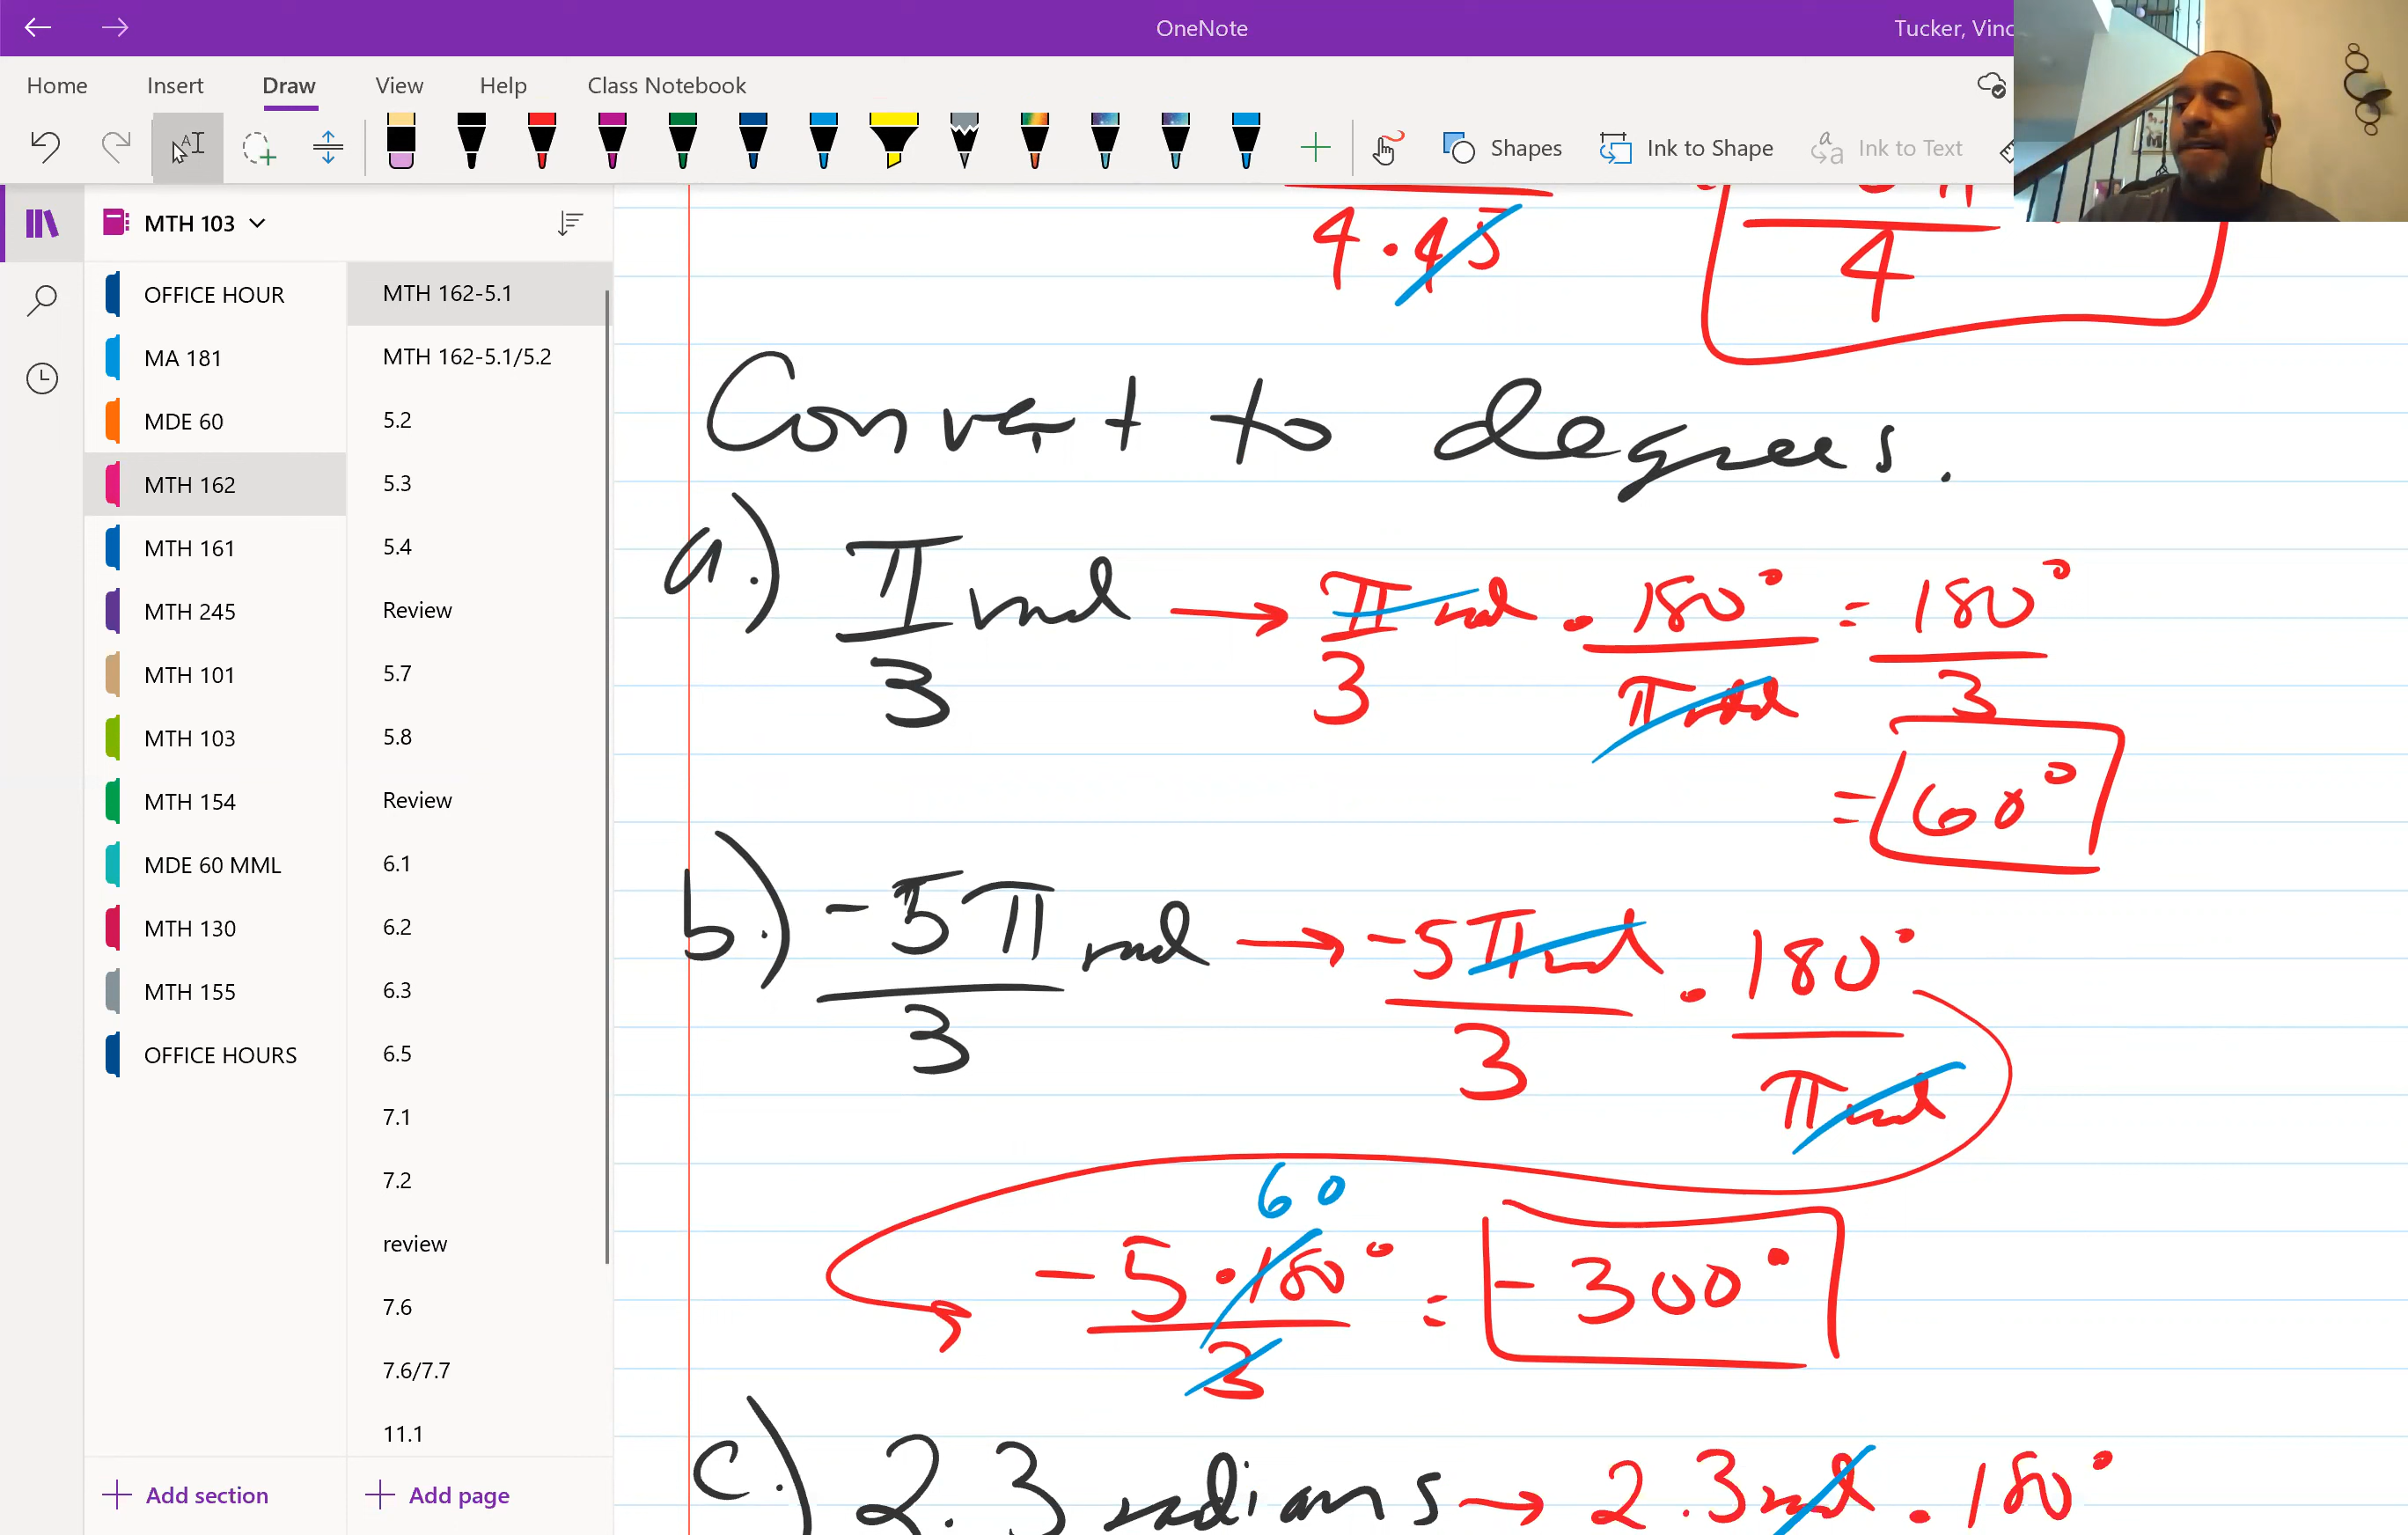 OneNote
Tucker, Vinc
Home Insert Draw View Help Class Notebook
Shapes Ink to Shape Ink to Text
MTH 103
OFFICE HOUR
MA 181
MDE 60
MTH 162
MTH 161
MTH 245
MTH 101
MTH 103
MTH 154
MDE 60 MML
MTH 130
MTH 155
OFFICE HOURS
Add section
MTH 162-5.1
MTH 162-5.1/5.2
5.2
5.3
5.4
Review
5.7
5.8
Review
6.1
6.2
6.3
6.5
7.1
7.2
review
7.6
7.6/7.7
11.1
Add page
4 · 45
4
Convert to degrees.
a.) π/3 rad → π rad/3 · 180°/π rad = 180°/3
= 60°
b.) -5π/3 rad → -5π rad/3 · 180°/π rad
60
-5 · 180°/3 = -300°
c.) 2.3 radians → 2.3 rad · 180°